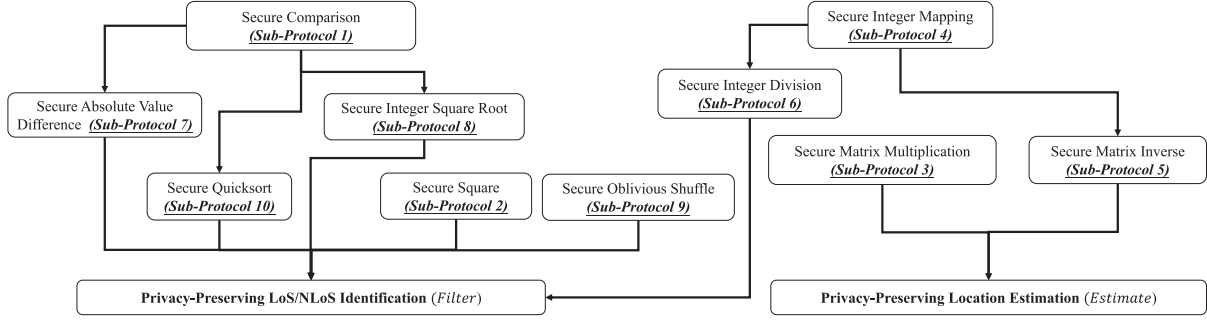 Secure Comparison
(Sub-Protocol 1)
Secure Integer Mapping
(Sub-Protocol 4)
Secure Absolute Value
Difference (Sub-Protocol 7)
Secure Integer Square Root
(Sub-Protocol 8)
Secure Integer Division
(Sub-Protocol 6)
Secure Quicksort
(Sub-Protocol 10)
Secure Square
(Sub-Protocol 2)
Secure Oblivious Shuffle
(Sub-Protocol 9)
Secure Matrix Multiplication
(Sub-Protocol 3)
Secure Matrix Inverse
(Sub-Protocol 5)
Privacy-Preserving LoS/NLoS Identification (Filter)
Privacy-Preserving Location Estimation (Estimate)